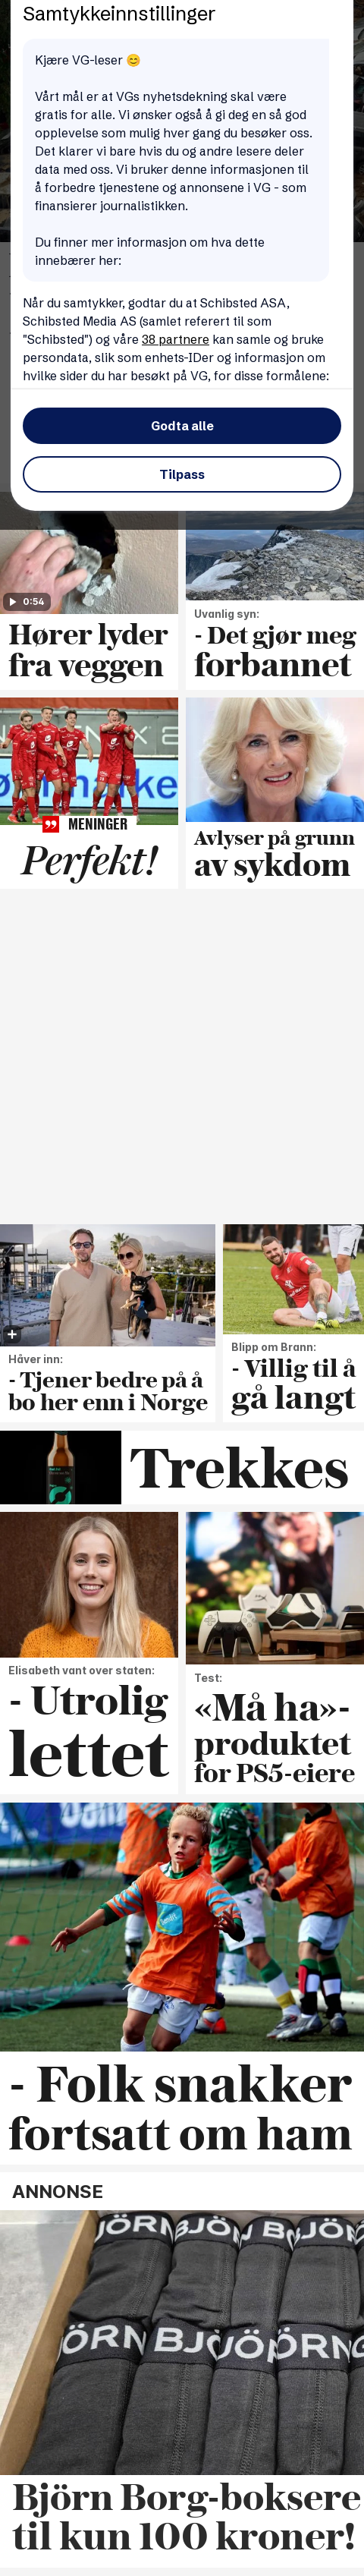 Samtykkeinnstillinger
Kjære VG-leser 😊
Vårt mål er at VGs nyhetsdekning skal være
gratis for alle. Vi ønsker også å gi deg en så god
opplevelse som mulig hver gang du besøker oss.
Det klarer vi bare hvis du og andre lesere deler
data med oss. Vi bruker denne informasjonen til
å forbedre tjenestene og annonsene i VG - som
finansierer journalistikken.
Du finner mer informasjon om hva dette
innebærer her:
Når du samtykker, godtar du at Schibsted ASA,
Schibsted Media AS (samlet referert til som
"Schibsted") og våre 38 partnere kan samle og bruke
persondata, slik som enhets-IDer og informasjon om
hvilke sider du har besøkt på VG, for disse formålene:
Godta alle
Tilpass
0:54
Hører lyder
fra veggen
Uvanlig syn:
- Det gjør meg
forbannet
MENINGER
Perfekt!
Avlyser på grunn
av sykdom
Håver inn:
- Tjener bedre på å
bo her enn i Norge
Blipp om Brann:
- Villig til å
gå langt
Trekkes
Elisabeth vant over staten:
- Utrolig
lettet
Test:
«Må ha»-
produktet
for PS5-eiere
- Folk snakker
fortsatt om ham
ANNONSE
BJÖRN BORG
Björn Borg-boksere
til kun 100 kroner!